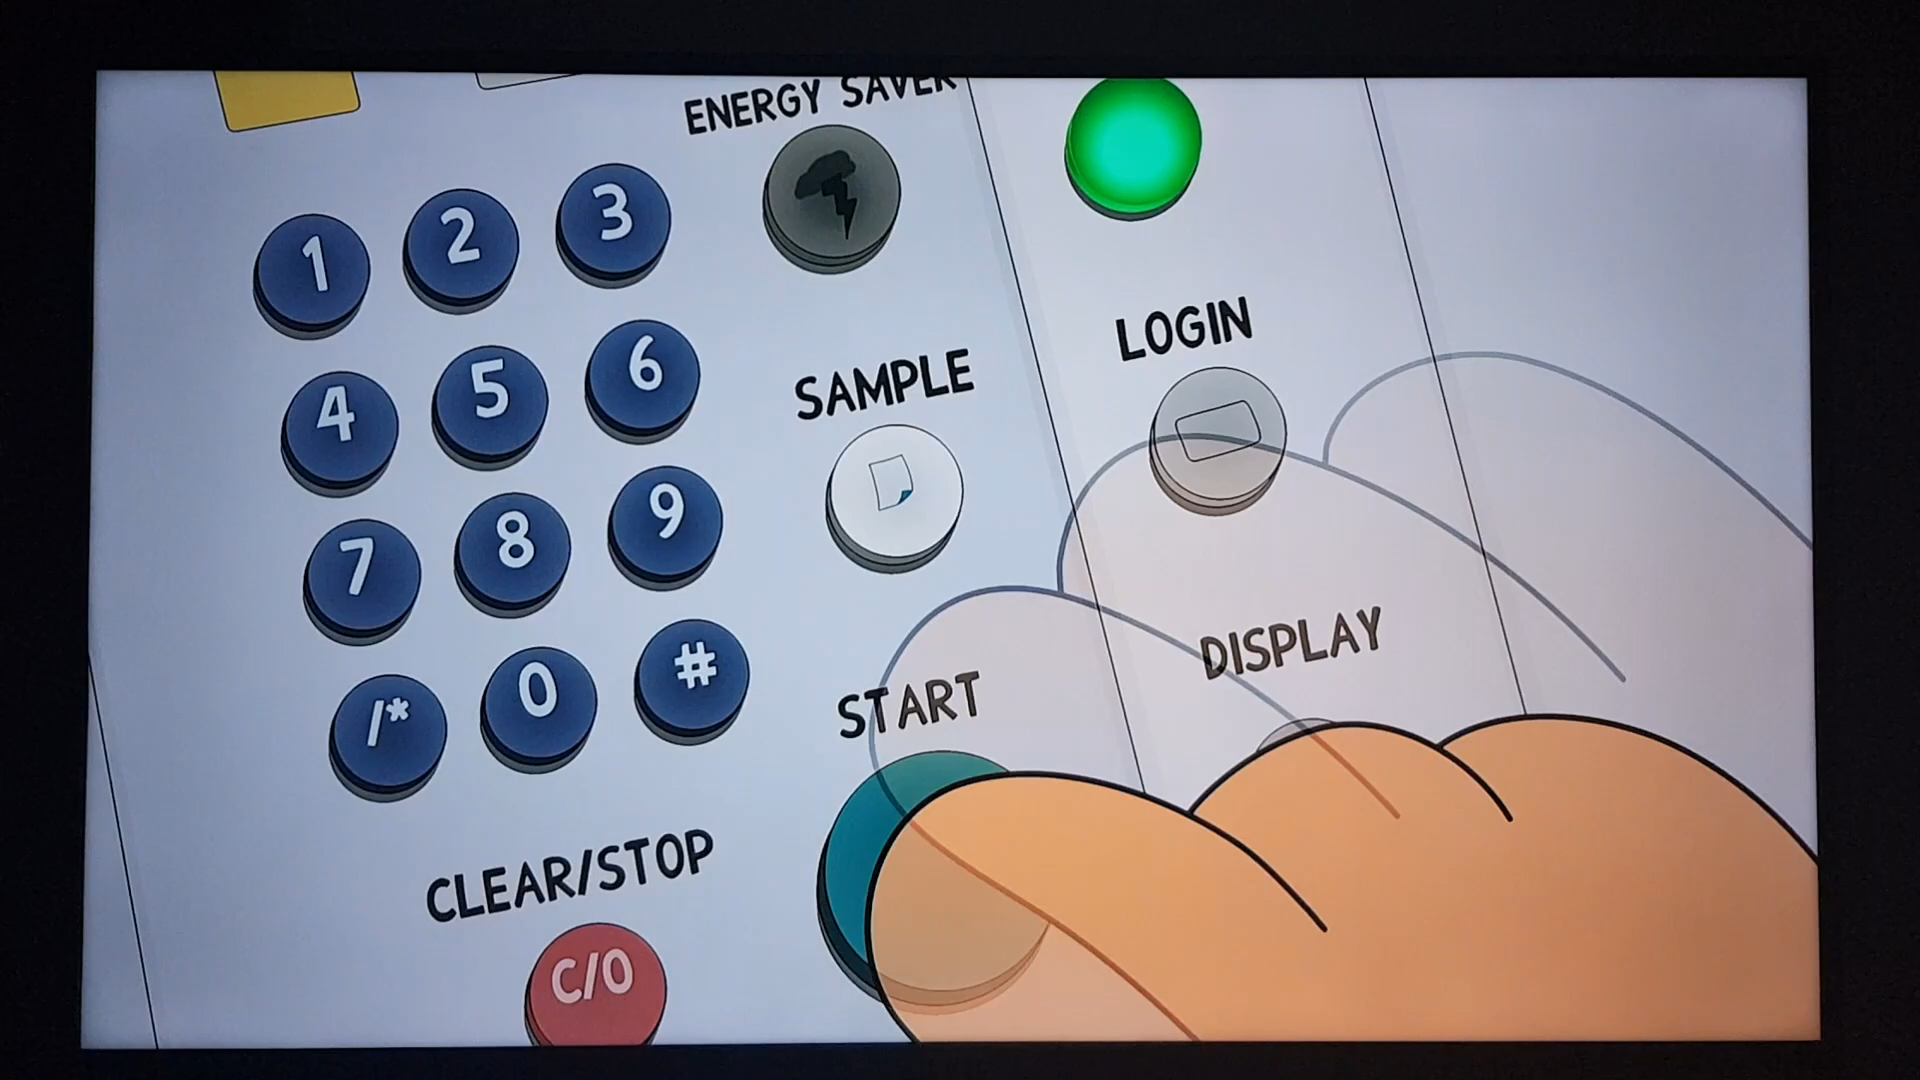 ENERGY SAVER
1 2 3
LOGIN
4 5 6
SAMPLE
7 8 9
DISPLAY
START
/* 0 #
CLEAR/STOP
C/O